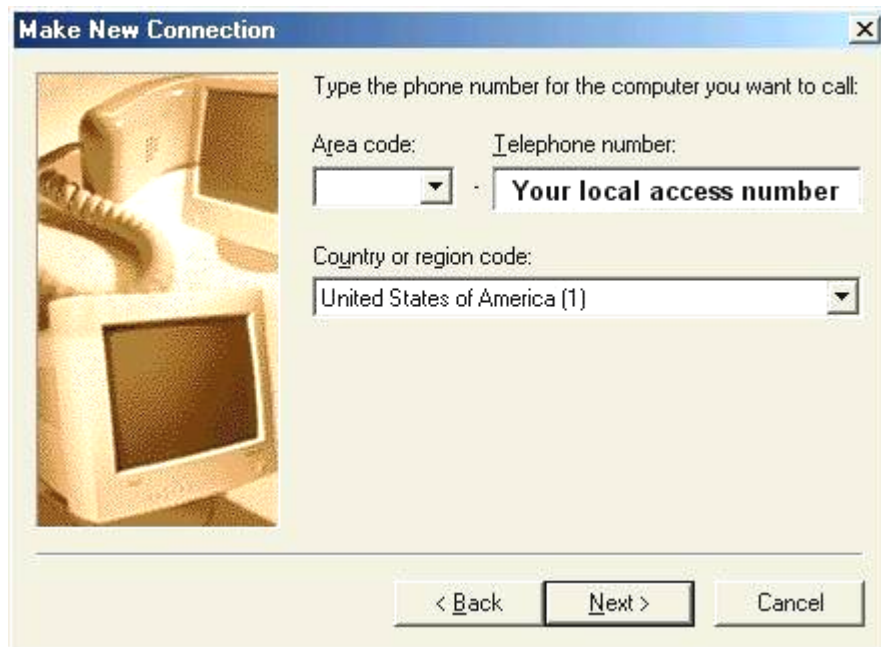 Make New Connection
Type the phone number for the computer you want to call:
Area code: Telephone number:
- Your local access number
Country or region code:
United States of America (1)
< Back Next > Cancel